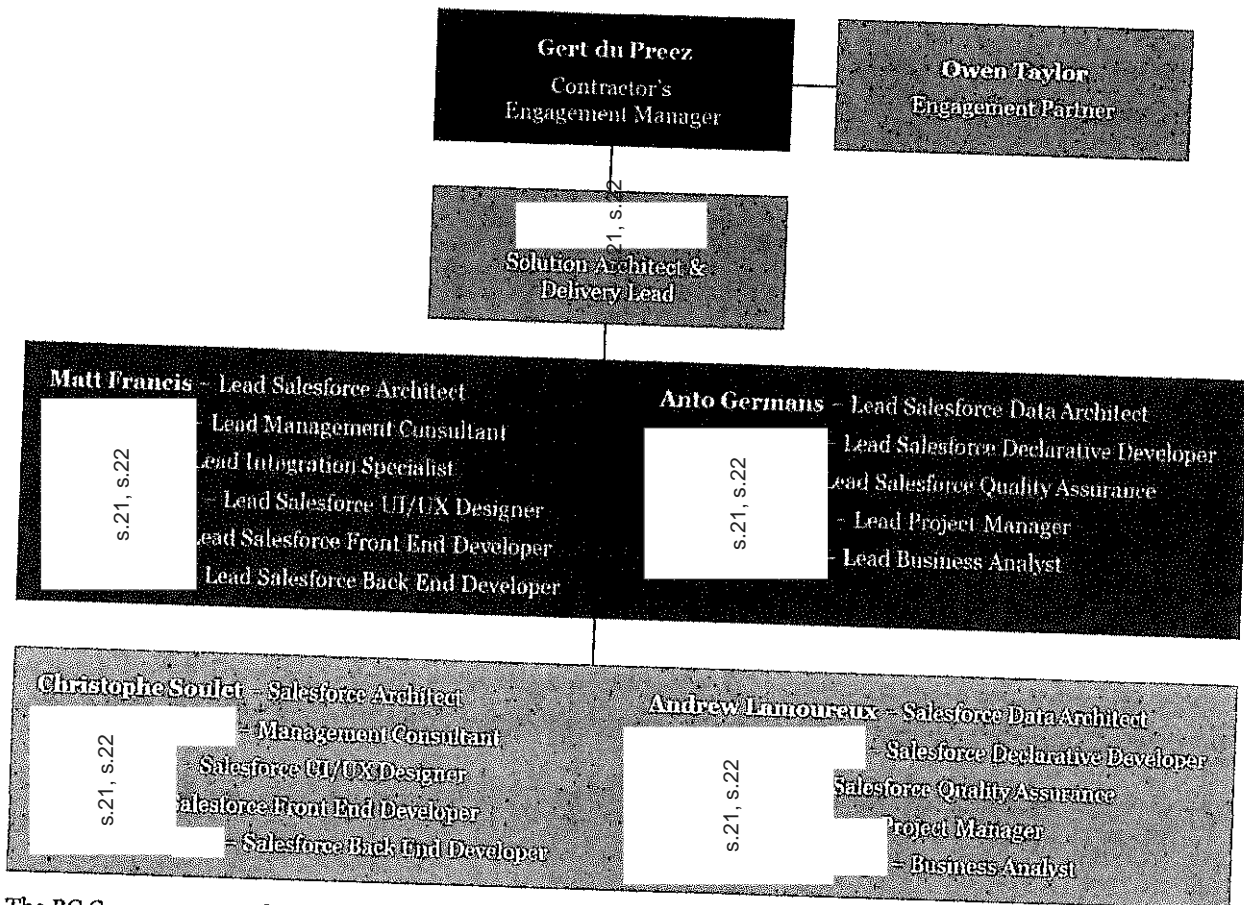 Gert du Preez
Contractor's
Engagement Manager
Owen Taylor
Engagement Partner
s.21, s.22
Solution Architect &
Delivery Lead
Matt Francis – Lead Salesforce Architect
– Lead Management Consultant
Lead Integration Specialist
– Lead Salesforce UI/UX Designer
Lead Salesforce Front End Developer
Lead Salesforce Back End Developer
s.21, s.22
Anto Germans – Lead Salesforce Data Architect
– Lead Salesforce Declarative Developer
Lead Salesforce Quality Assurance
– Lead Project Manager
– Lead Business Analyst
s.21, s.22
Christophe Soulet – Salesforce Architect
– Management Consultant
– Salesforce UI/UX Designer
Salesforce Front End Developer
– Salesforce Back End Developer
s.21, s.22
Andrew Lamoureux – Salesforce Data Architect
– Salesforce Declarative Developer
Salesforce Quality Assurance
Project Manager
– Business Analyst
s.21, s.22
The BC